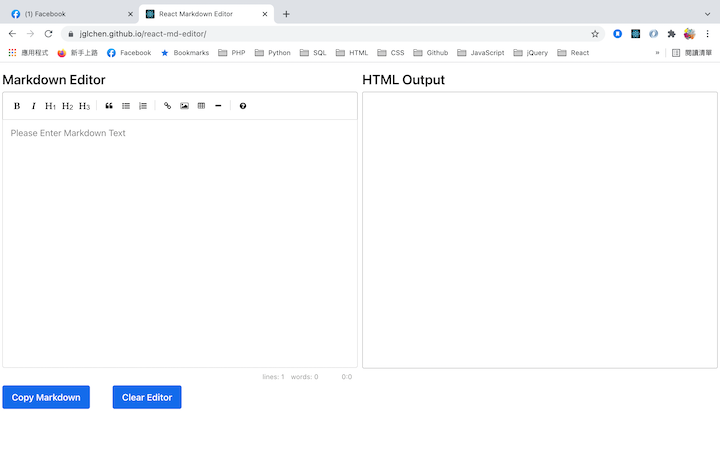 (1) Facebook
React Markdown Editor
jglchen.github.io/react-md-editor/
應用程式 新手上路 Facebook Bookmarks PHP Python SQL HTML CSS Github JavaScript jQuery React » 閱讀清單
Markdown Editor
HTML Output
B I H1 H2 H3
Please Enter Markdown Text
lines: 1 words: 0 0:0
Copy Markdown Clear Editor